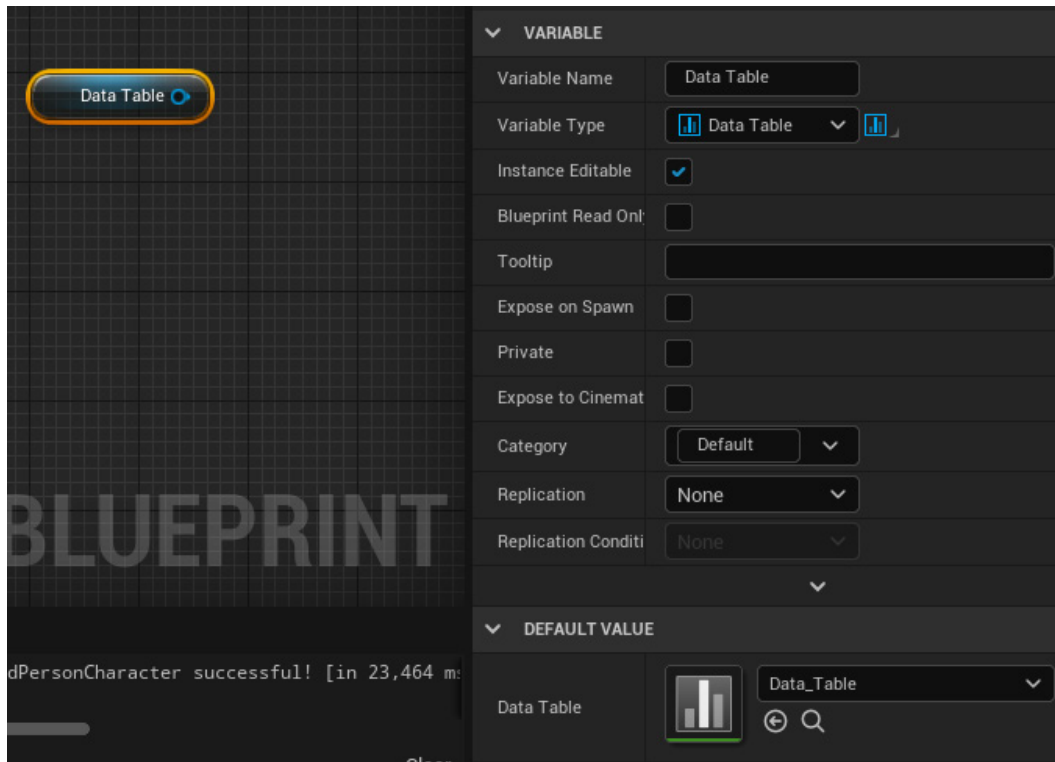 Data Table
BLUEPRINT
dPersonCharacter successful! [in 23,464 m
VARIABLE
Variable Name Data Table
Variable Type Data Table
Instance Editable
Blueprint Read Onl
Tooltip
Expose on Spawn
Private
Expose to Cinemat
Category Default
Replication None
Replication Conditi None
DEFAULT VALUE
Data Table Data_Table